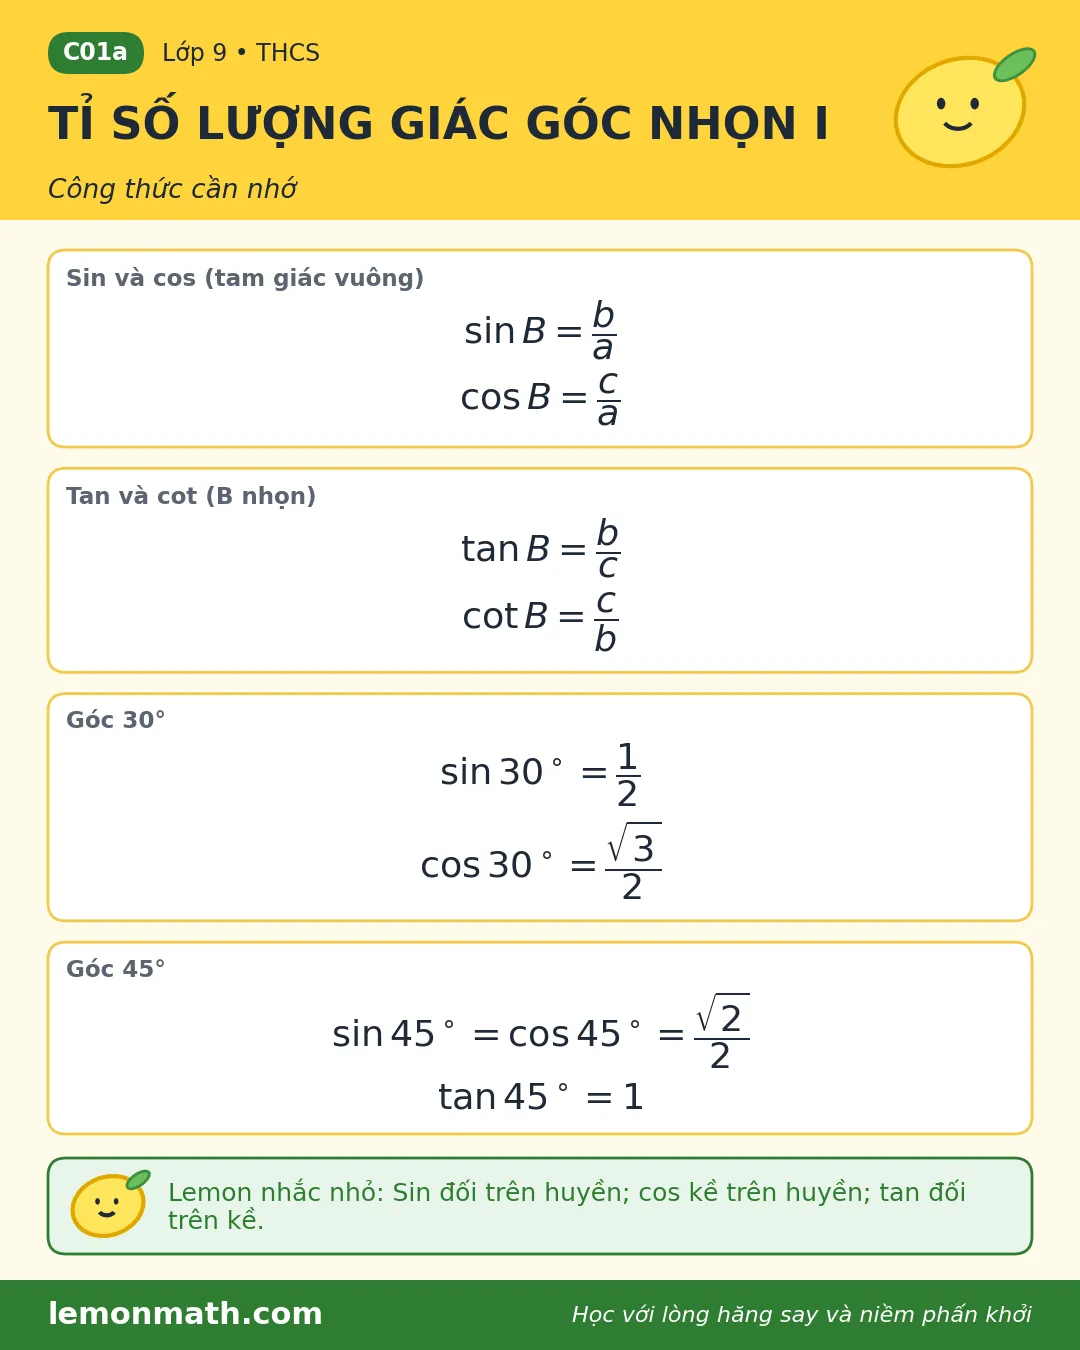 C01a Lớp 9 • THCS
TỈ SỐ LƯỢNG GIÁC GÓC NHỌN I
Công thức cần nhớ
Sin và cos (tam giác vuông)
sin B = b/a
cos B = c/a
Tan và cot (B nhọn)
tan B = b/c
cot B = c/b
Góc 30°
sin 30° = 1/2
cos 30° = √3/2
Góc 45°
sin 45° = cos 45° = √2/2
tan 45° = 1
Lemon nhắc nhỏ: Sin đối trên huyền; cos kề trên huyền; tan đối
trên kề.
lemonmath.com Học với lòng hăng say và niềm phấn khởi